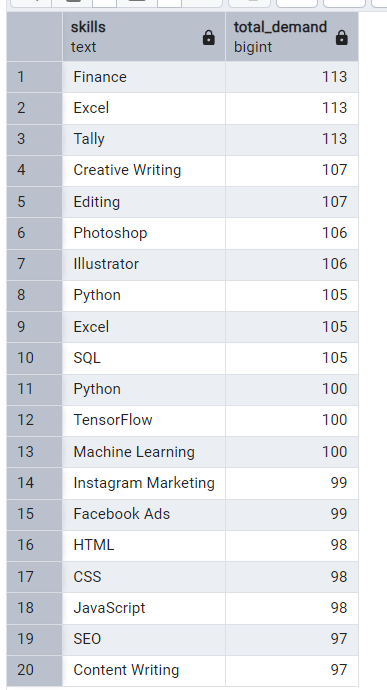 skills total_demand
text bigint
1 Finance 113
2 Excel 113
3 Tally 113
4 Creative Writing 107
5 Editing 107
6 Photoshop 106
7 Illustrator 106
8 Python 105
9 Excel 105
10 SQL 105
11 Python 100
12 TensorFlow 100
13 Machine Learning 100
14 Instagram Marketing 99
15 Facebook Ads 99
16 HTML 98
17 CSS 98
18 JavaScript 98
19 SEO 97
20 Content Writing 97